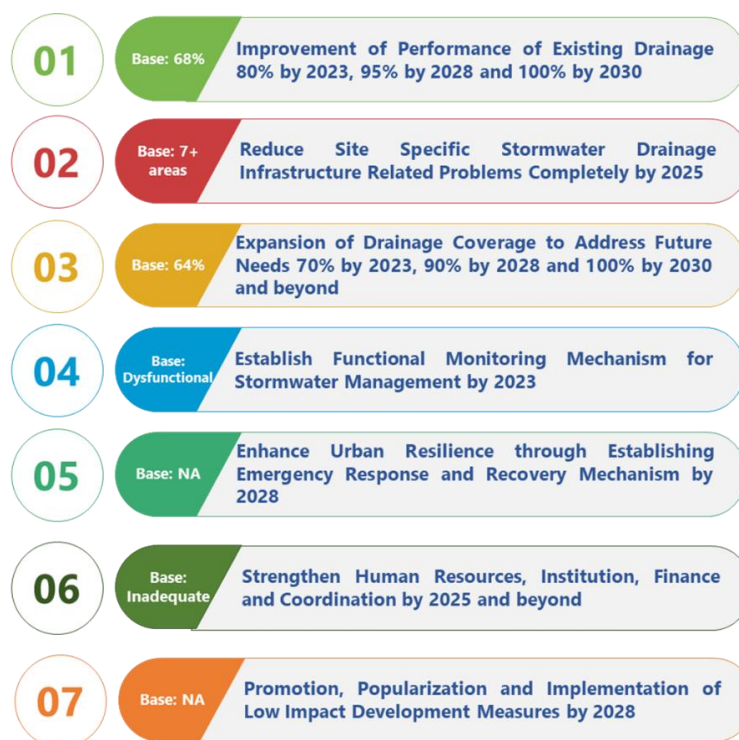 01
Base: 68%
Improvement of Performance of Existing Drainage
80% by 2023, 95% by 2028 and 100% by 2030
02
Base: 7+
areas
Reduce Site Specific Stormwater Drainage
Infrastructure Related Problems Completely by 2025
03
Base: 64%
Expansion of Drainage Coverage to Address Future
Needs 70% by 2023, 90% by 2028 and 100% by 2030
and beyond
04
Base:
Dysfunctional
Establish Functional Monitoring Mechanism for
Stormwater Management by 2023
05
Base: NA
Enhance Urban Resilience through Establishing
Emergency Response and Recovery Mechanism by
2028
06
Base:
Inadequate
Strengthen Human Resources, Institution, Finance
and Coordination by 2025 and beyond
07
Base: NA
Promotion, Popularization and Implementation of
Low Impact Development Measures by 2028